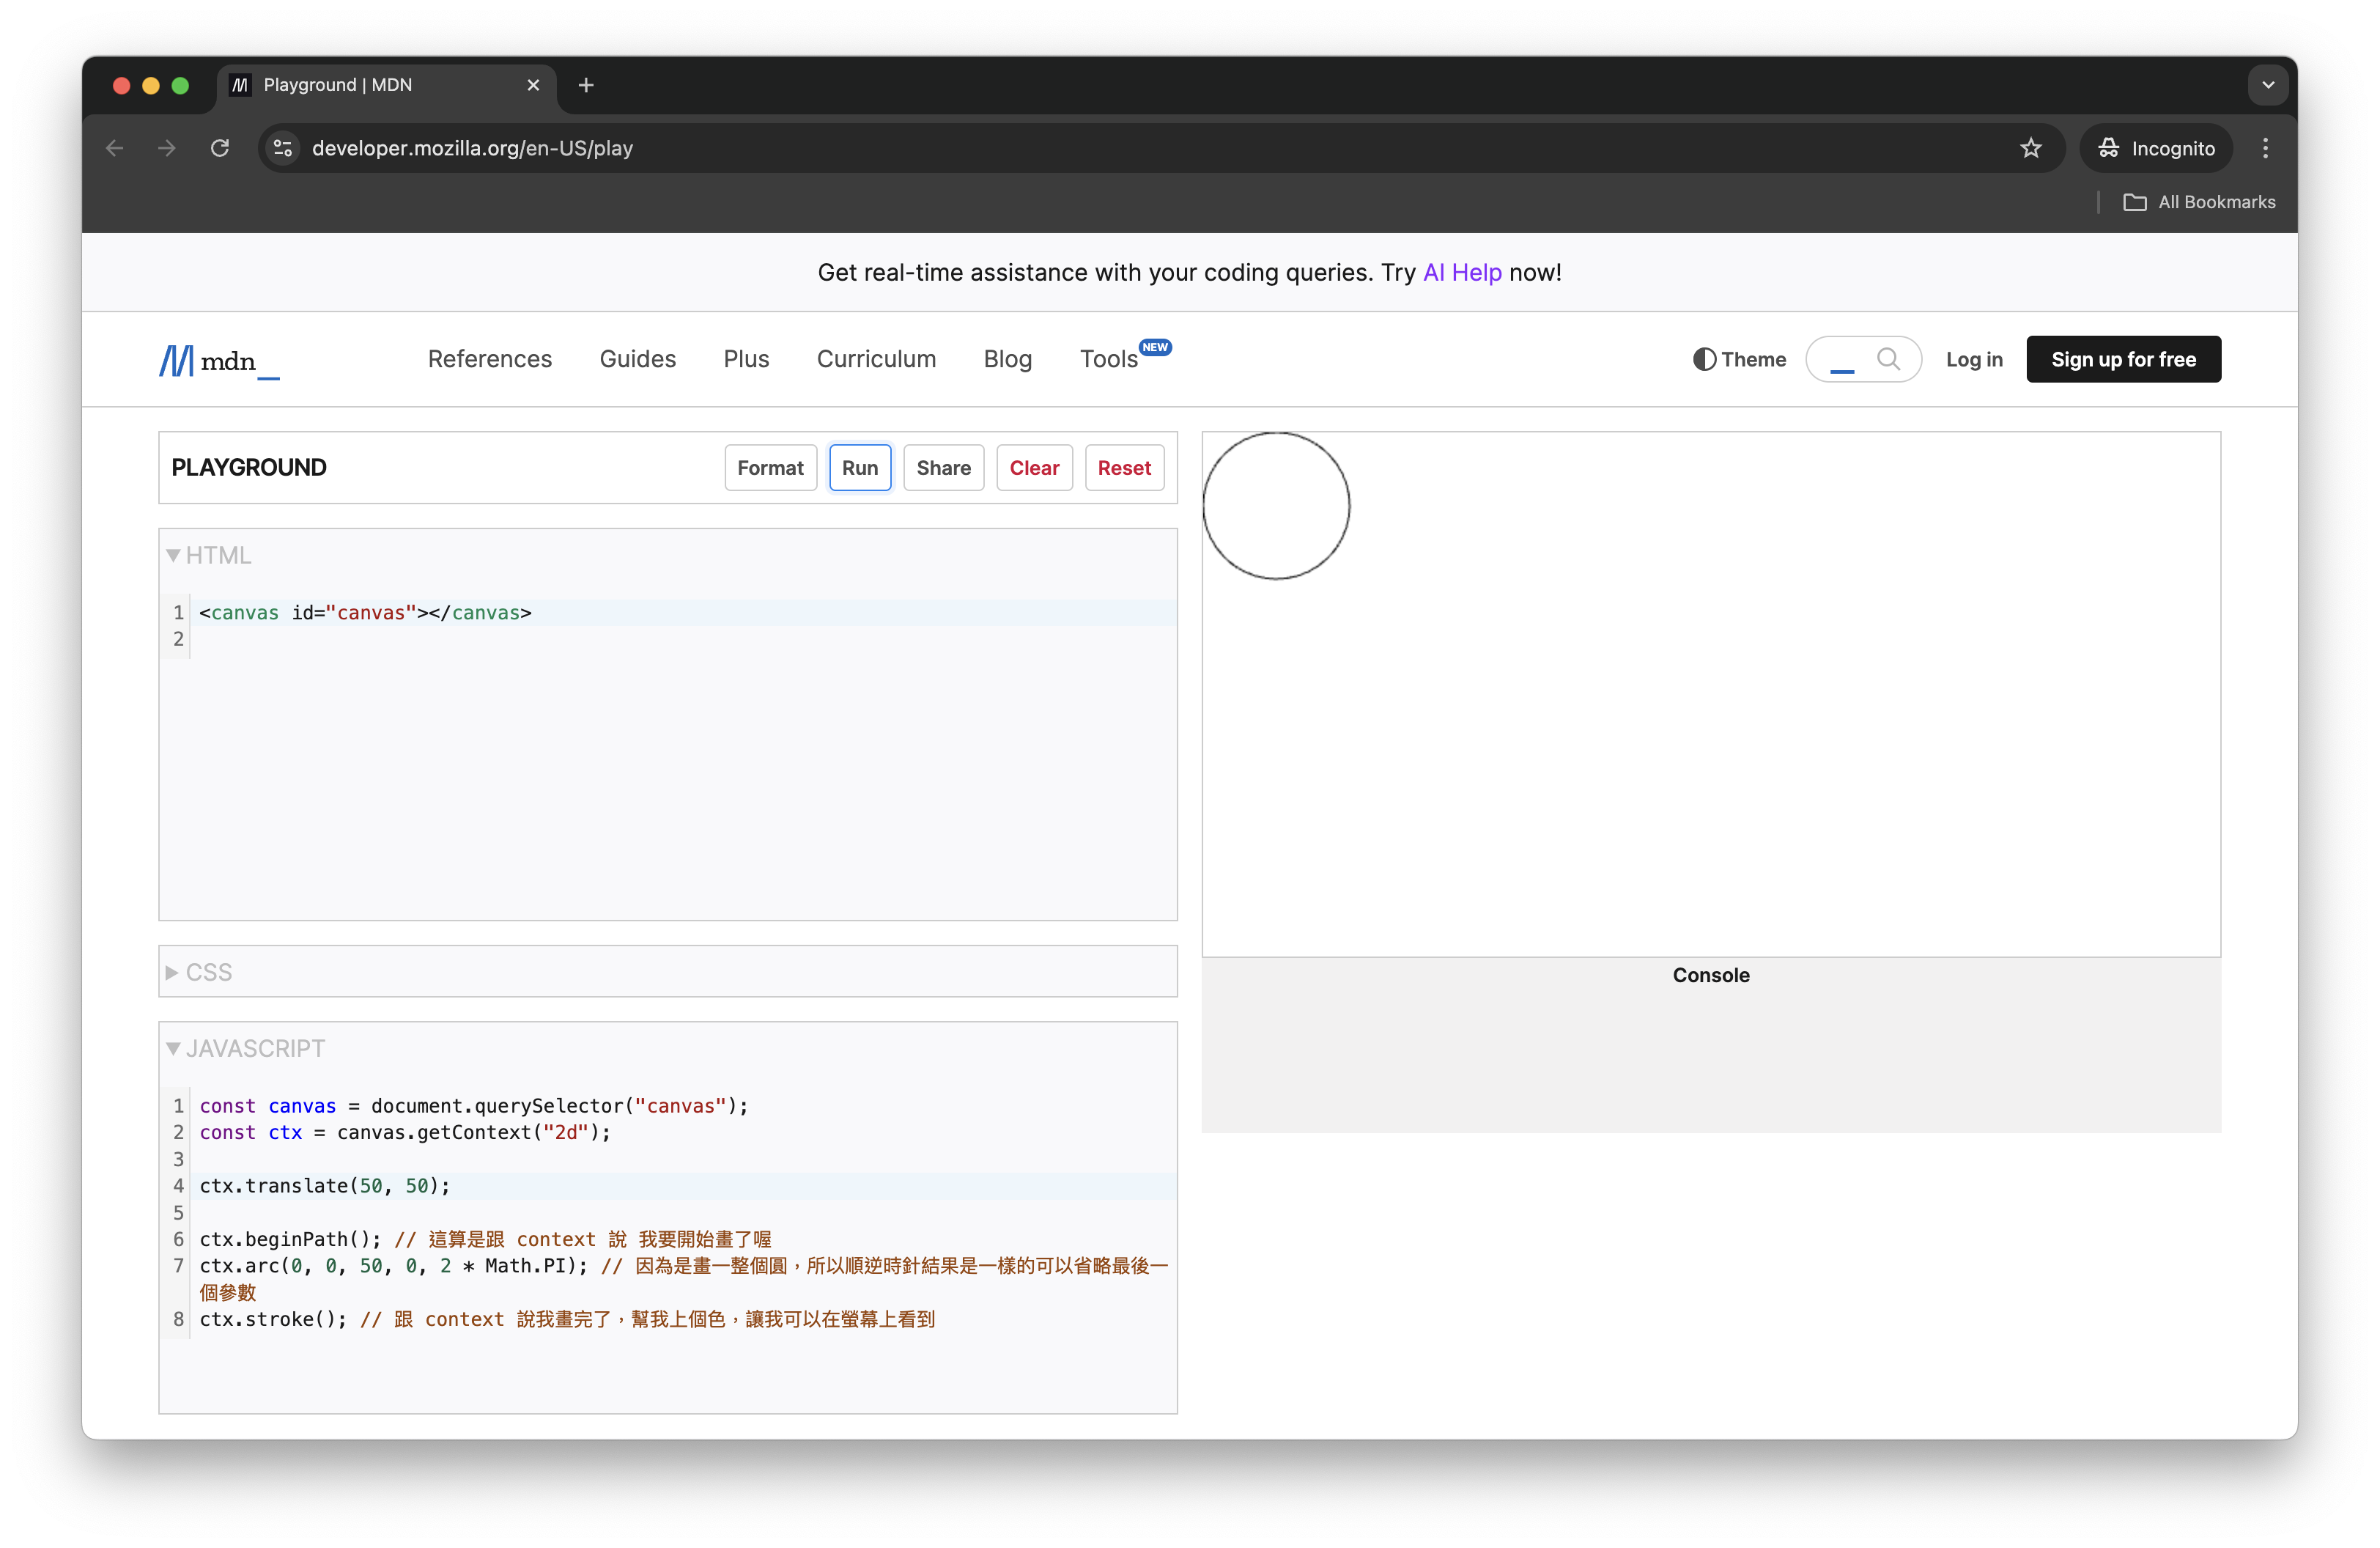 Playground | MDN
developer.mozilla.org/en-US/play
Incognito
All Bookmarks
Get real-time assistance with your coding queries. Try AI Help now!
mdn_
References
Guides
Plus
Curriculum
Blog
Tools NEW
Theme
Log in
Sign up for free
PLAYGROUND
Format
Run
Share
Clear
Reset
HTML
1 <canvas id="canvas"></canvas>
2
CSS
JAVASCRIPT
1 const canvas = document.querySelector("canvas");
2 const ctx = canvas.getContext("2d");
3
4 ctx.translate(50, 50);
5
6 ctx.beginPath(); // 這算是跟 context 說 我要開始畫了喔
7 ctx.arc(0, 0, 50, 0, 2 * Math.PI); // 因為是畫一整個圓，所以順逆時針結果是一樣的可以省略最後一
個參數
8 ctx.stroke(); // 跟 context 說我畫完了，幫我上個色，讓我可以在螢幕上看到
Console